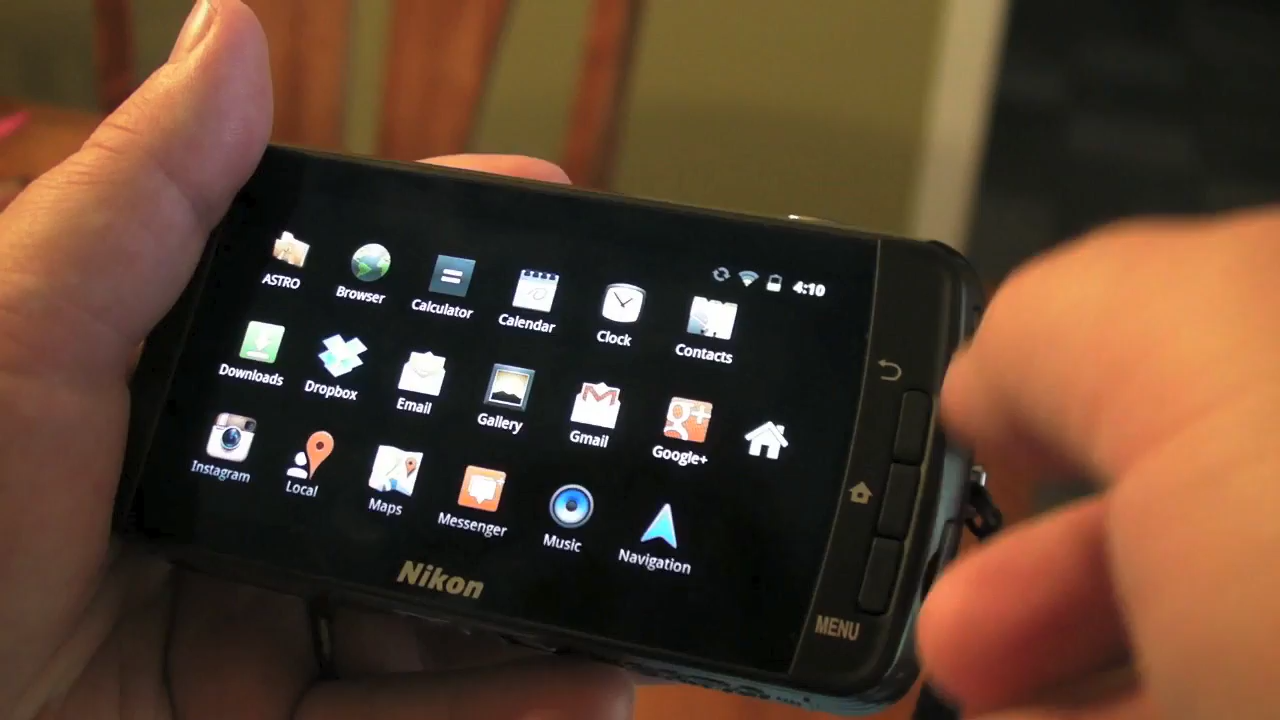 4:10
ASTRO Browser Calculator Calendar Clock Contacts
Downloads Dropbox Email Gallery Gmail Google+
Instagram Local Maps Messenger Music Navigation
Nikon
MENU